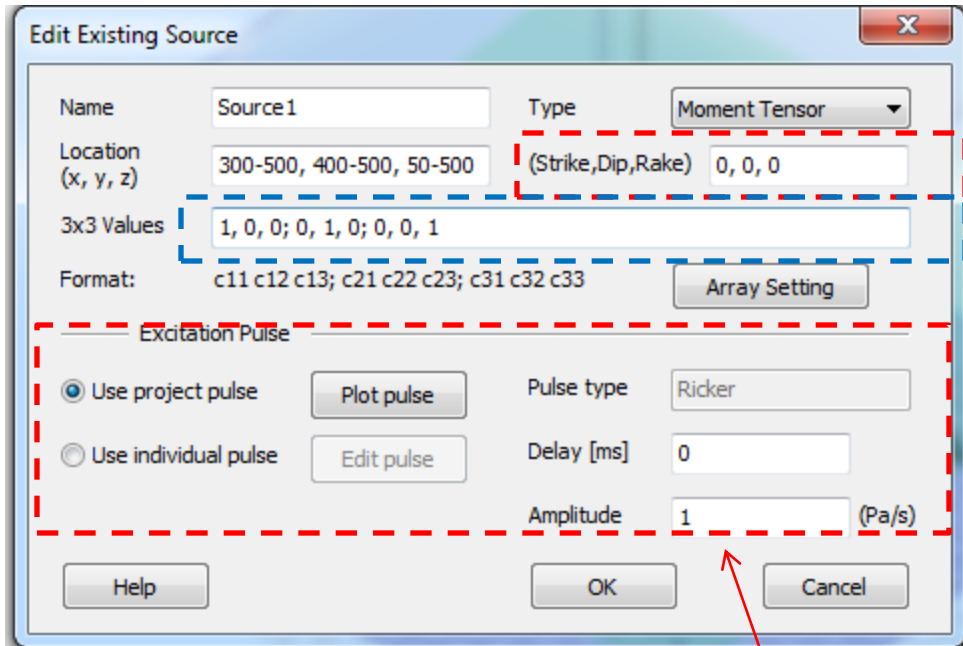 Edit Existing Source
Name Source1 Type Moment Tensor
Location
(x, y, z) 300-500, 400-500, 50-500 (Strike,Dip,Rake) 0, 0, 0
3x3 Values 1, 0, 0; 0, 1, 0; 0, 0, 1
Format: c11 c12 c13; c21 c22 c23; c31 c32 c33 Array Setting
Excitation Pulse
Use project pulse Plot pulse Pulse type Ricker
Use individual pulse Edit pulse Delay [ms] 0
Amplitude 1 (Pa/s)
Help OK Cancel